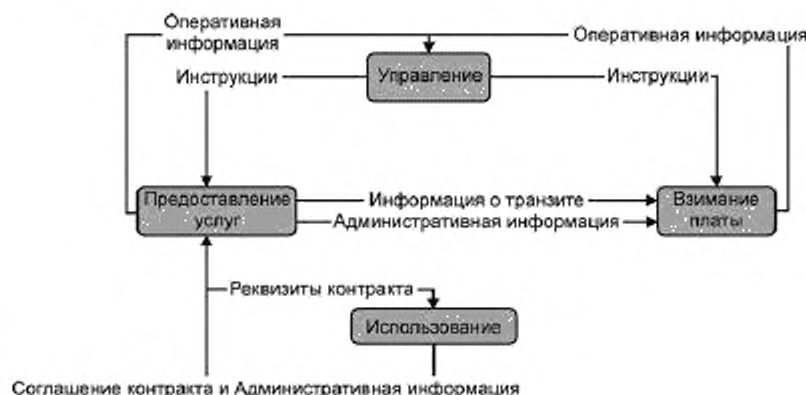 Оперативная
информация
Оперативная информация
Управление
Инструкции
Инструкции
Предоставление
услуг
Информация о транзите
Административная информация
Взимание
платы
Реквизиты контракта
Использование
Соглашение контракта и Административная информация